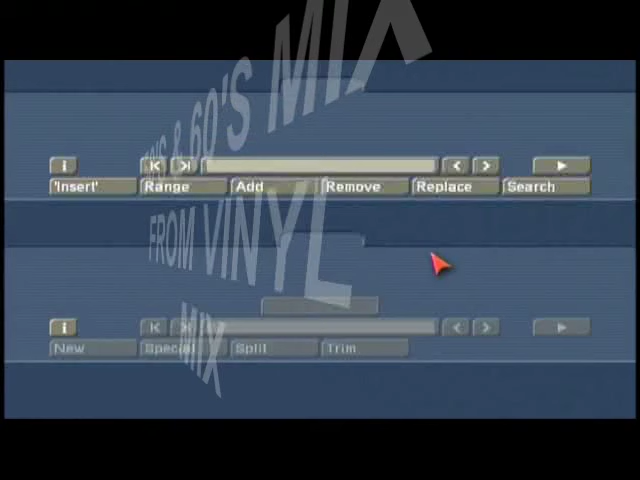 & 60'S MIX
'Insert' Range Add Remove Replace Search
FROM VINYL
MIX
New Special Split Trim